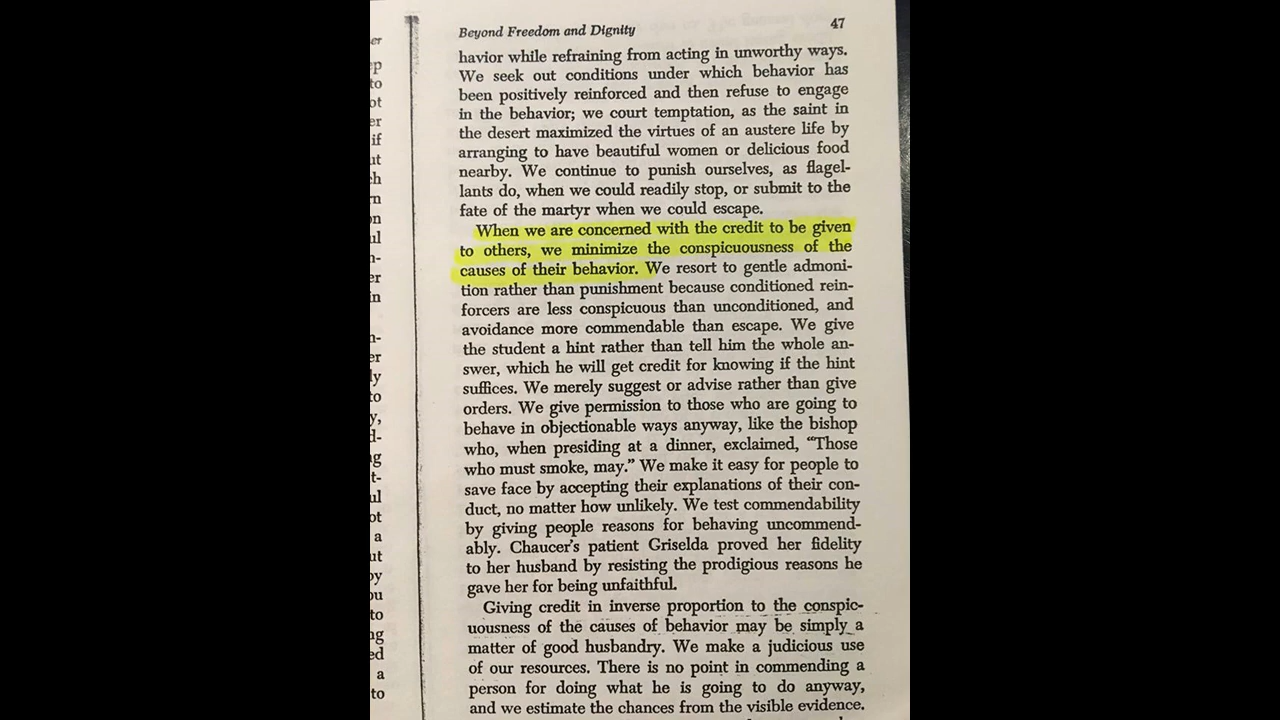 Beyond Freedom and Dignity 47
havior while refraining from acting in unworthy ways.
We seek out conditions under which behavior has
been positively reinforced and then refuse to engage
in the behavior; we court temptation, as the saint in
the desert maximized the virtues of an austere life by
arranging to have beautiful women or delicious food
nearby. We continue to punish ourselves, as flagel-
lants do, when we could readily stop, or submit to the
fate of the martyr when we could escape.
When we are concerned with the credit to be given
to others, we minimize the conspicuousness of the
causes of their behavior. We resort to gentle admoni-
tion rather than punishment because conditioned rein-
forcers are less conspicuous than unconditioned, and
avoidance more commendable than escape. We give
the student a hint rather than tell him the whole an-
swer, which he will get credit for knowing if the hint
suffices. We merely suggest or advise rather than give
orders. We give permission to those who are going to
behave in objectionable ways anyway, like the bishop
who, when presiding at a dinner, exclaimed, “Those
who must smoke, may.” We make it easy for people to
save face by accepting their explanations of their con-
duct, no matter how unlikely. We test commendability
by giving people reasons for behaving uncommend-
ably. Chaucer's patient Griselda proved her fidelity
to her husband by resisting the prodigious reasons he
gave her for being unfaithful.
Giving credit in inverse proportion to the conspic-
uousness of the causes of behavior may be simply a
matter of good husbandry. We make a judicious use
of our resources. There is no point in commending a
person for doing what he is going to do anyway,
and we estimate the chances from the visible evidence.